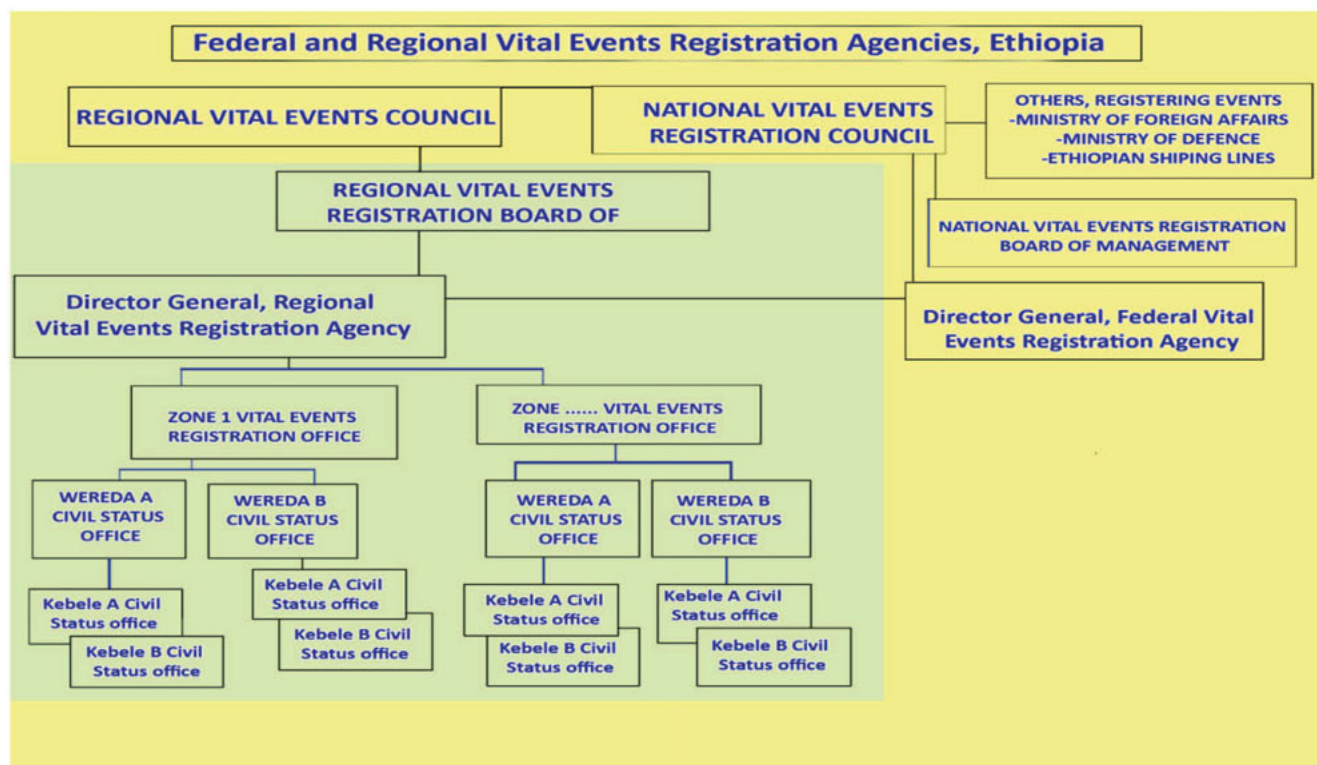 Federal and Regional Vital Events Registration Agencies, Ethiopia
REGIONAL VITAL EVENTS COUNCIL
NATIONAL VITAL EVENTS
REGISTRATION COUNCIL
OTHERS, REGISTERING EVENTS
-MINISTRY OF FOREIGN AFFAIRS
-MINISTRY OF DEFENCE
-ETHIOPIAN SHIPING LINES
REGIONAL VITAL EVENTS
REGISTRATION BOARD OF
NATIONAL VITAL EVENTS REGISTRATION
BOARD OF MANAGEMENT
Director General, Regional
Vital Events Registration Agency
Director General, Federal Vital
Events Registration Agency
ZONE 1 VITAL EVENTS
REGISTRATION OFFICE
ZONE ...... VITAL EVENTS
REGISTRATION OFFICE
WEREDA A
CIVIL STATUS
OFFICE
WEREDA B
CIVIL STATUS
OFFICE
WEREDA A
CIVIL STATUS
OFFICE
WEREDA B
CIVIL STATUS
OFFICE
Kebele A Civil
Status office
Kebele B Civil
Status office
Kebele A Civil
Status office
Kebele B Civil
Status office
Kebele A Civil
Status office
Kebele B Civil
Status office
Kebele A Civil
Status office
Kebele B Civil
Status office